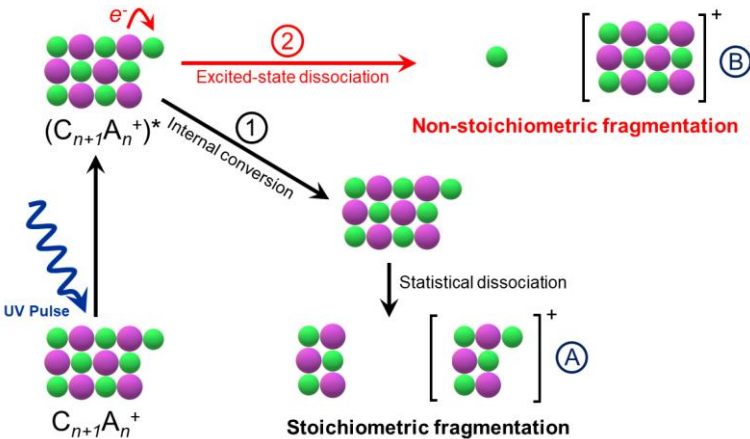 e-
②
Excited-state dissociation
+
Ⓑ
Non-stoichiometric fragmentation
(Cn+1An+)*
①
Internal conversion
UV Pulse
Statistical dissociation
+
Ⓐ
Cn+1An+
Stoichiometric fragmentation